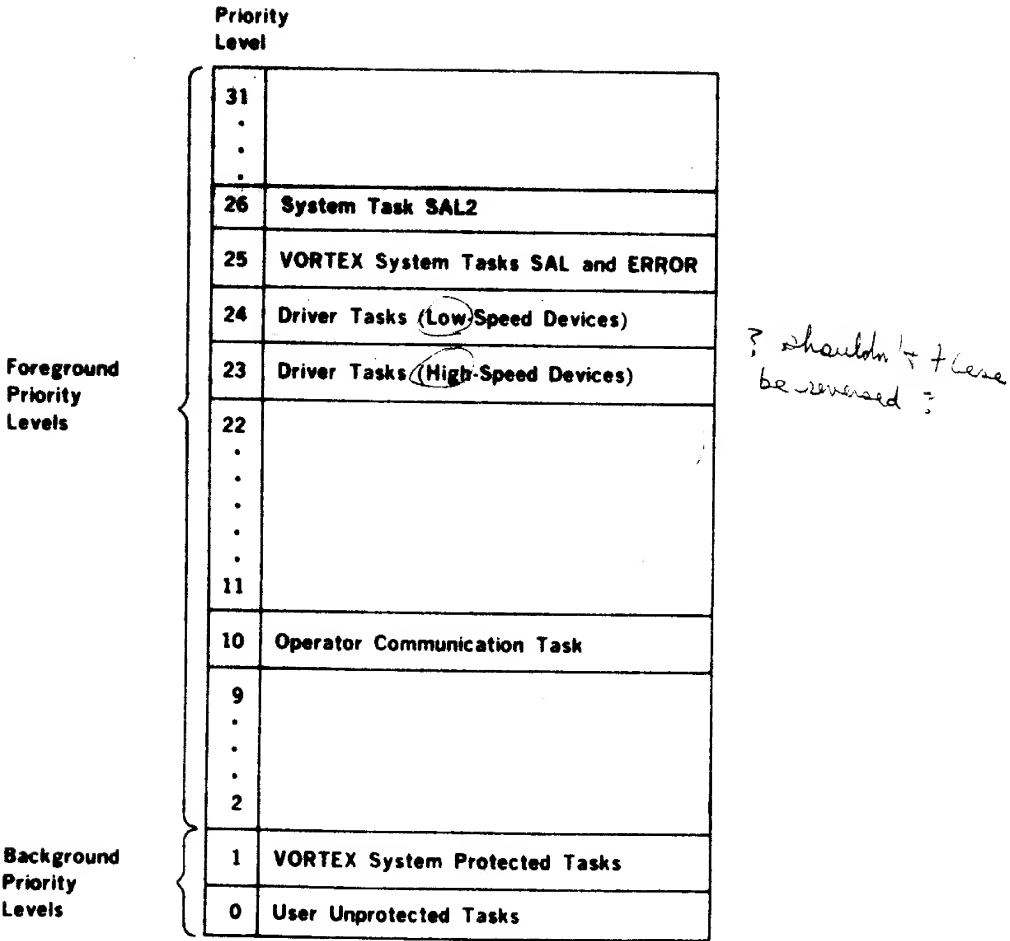 Priority
Level
31
.
.
.
26 System Task SAL2
25 VORTEX System Tasks SAL and ERROR
24 Driver Tasks (Low-Speed Devices)
23 Driver Tasks (High-Speed Devices)
? shouldn't these
be reversed ?
Foreground
Priority
Levels
22
.
.
.
.
.
11
10 Operator Communication Task
9
.
.
.
2
Background
Priority
Levels
1 VORTEX System Protected Tasks
0 User Unprotected Tasks